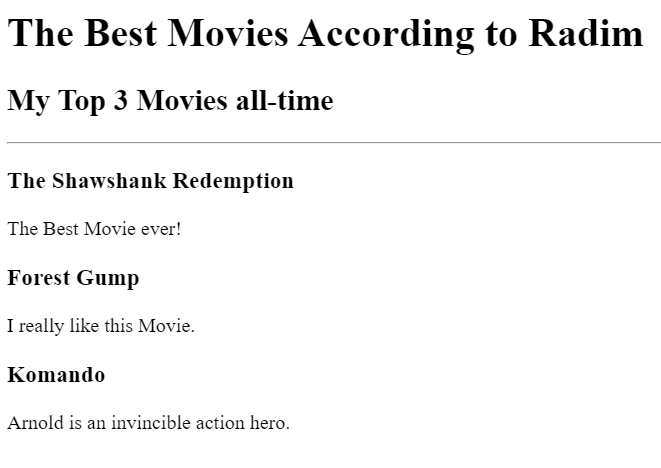 The Best Movies According to Radim
My Top 3 Movies all-time
The Shawshank Redemption
The Best Movie ever!
Forest Gump
I really like this Movie.
Komando
Arnold is an invincible action hero.